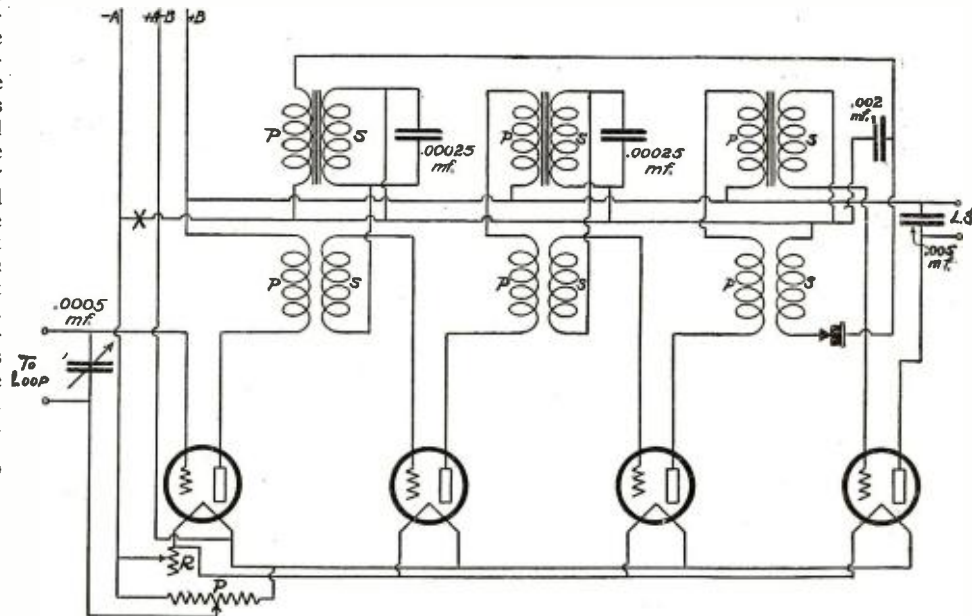 -A +A-B +B
P S .00025
mf.
P S .00025
mf.
P S .002
mf.
X
L.S
.005
mf.
P S
P S
P S
.0005
mf.
To
Loop
R
P